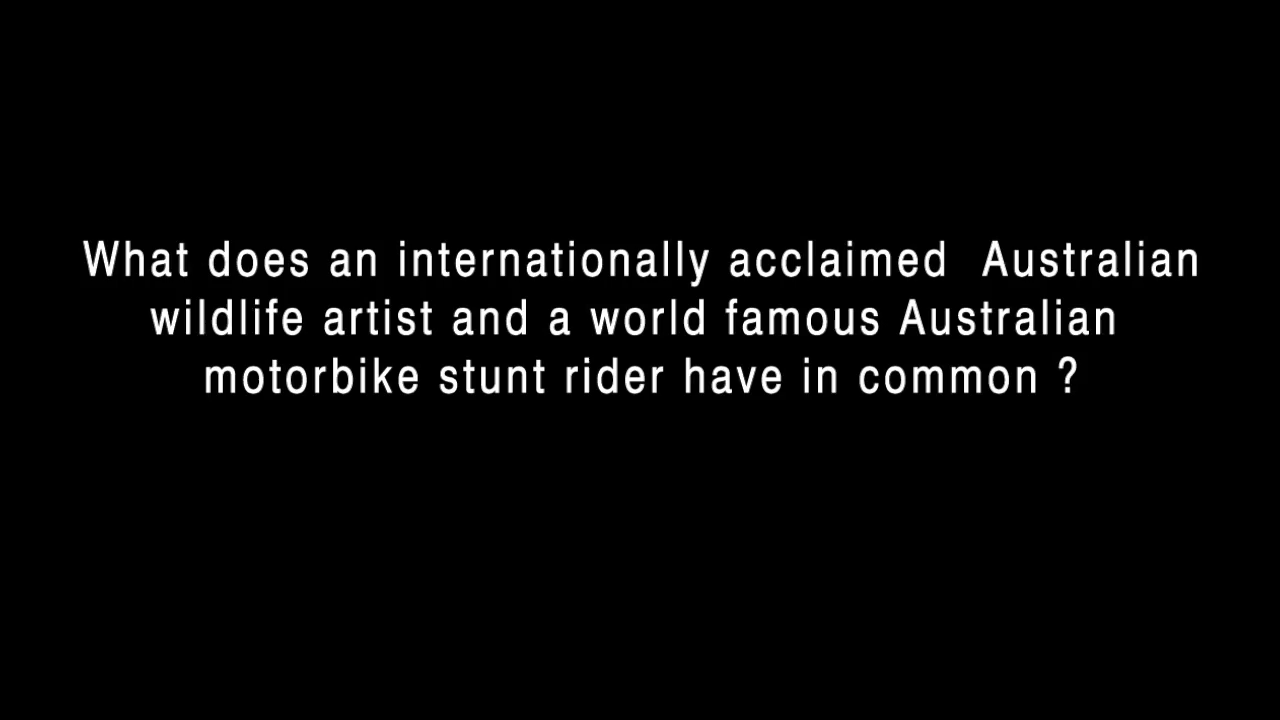 What does an internationally acclaimed  Australian
wildlife artist and a world famous Australian
motorbike stunt rider have in common ?